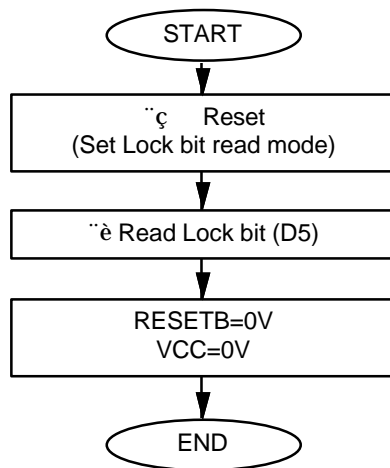 START
¨ç Reset
(Set Lock bit read mode)
¨è Read Lock bit (D5)
RESETB=0V
VCC=0V
END